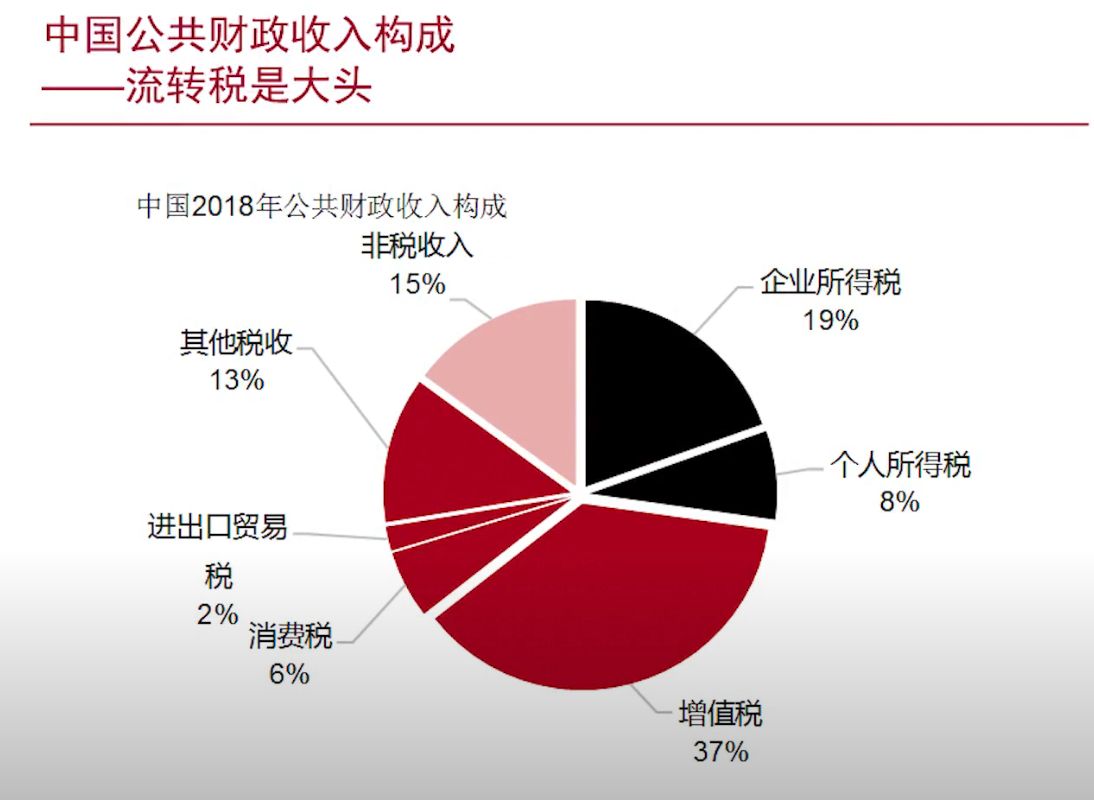 中国公共财政收入构成
——流转税是大头
中国2018年公共财政收入构成
非税收入
15%
企业所得税
19%
其他税收
13%
个人所得税
8%
进出口贸易
税
2%
消费税
6%
增值税
37%